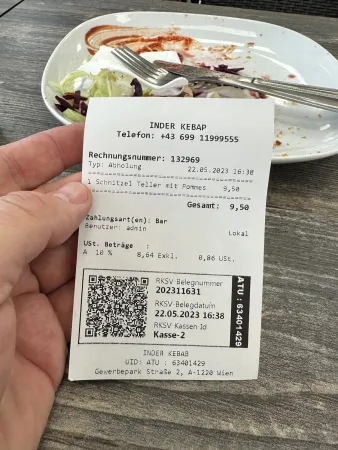 INDER KEBAP
Telefon: +43 699 11999555
Rechnungsnummer: 132969
Typ: Abholung 22.05.2023 16:38
1 Schnitzel Teller mit Pommes 9,50
Gesamt: 9,50
Zahlungsart(en): Bar
Benutzer: admin Lokal
USt. Beträge :
A 10 % 8,64 Exkl. 0,86 USt.
RKSV-Belegnummer
202311631
RKSV-Belegdatum
22.05.2023 16:38
RKSV Kassen-Id
Kasse-2
ATU : 63401429
INDER KEBAB
UID: ATU : 63401429
Gewerbepark Straße 2, A-1220 Wien